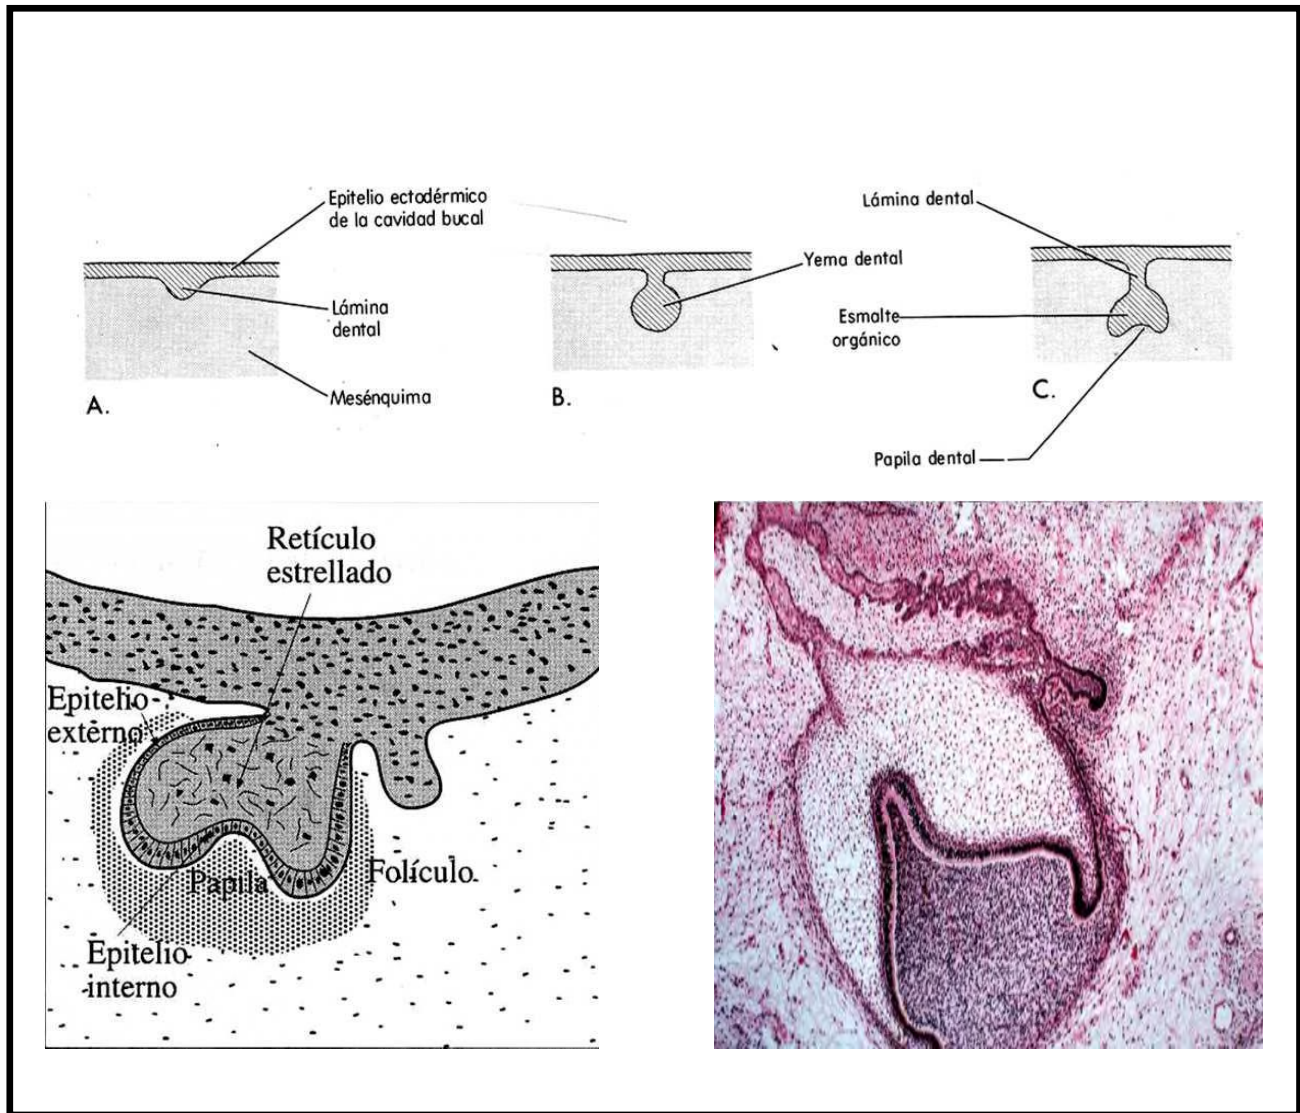 Epitelio ectodérmico
de la cavidad bucal
Lámina
dental
Mesénquima
A.
Yema dental
B.
Lámina dental
Esmalte
orgánico
C.
Papila dental
Retículo
estrellado
Epitelio
externo
Papila
Folículo
Epitelio
interno